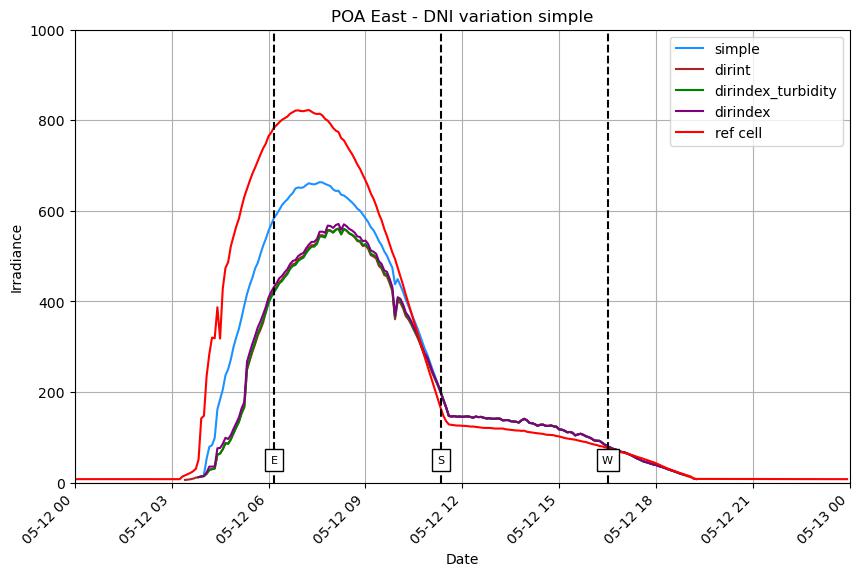 POA East - DNI variation simple
1000
800
600
400
200
0
Irradiance
simple
dirint
dirindex_turbidity
dirindex
ref cell
E
S
W
05-12 00
05-12 03
05-12 06
05-12 09
05-12 12
05-12 15
05-12 18
05-12 21
05-13 00
Date